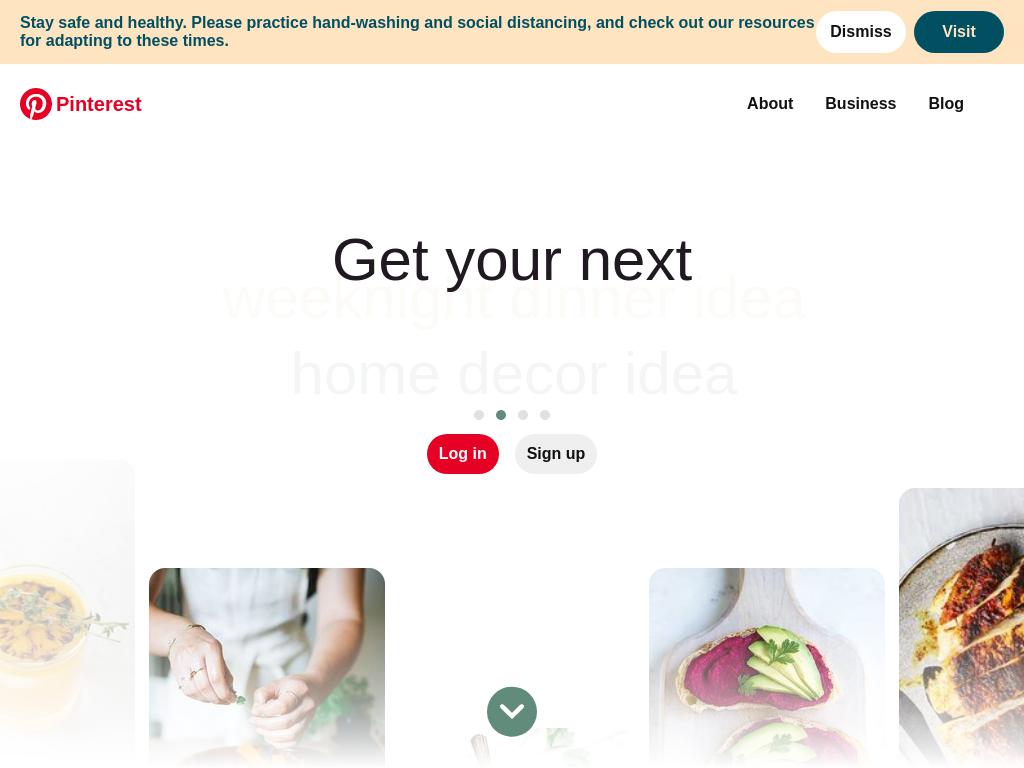 Stay safe and healthy. Please practice hand-washing and social distancing, and check out our resources
for adapting to these times.
Dismiss
Visit
Pinterest
About
Business
Blog
Get your next
weeknight dinner idea
home decor idea
Log in
Sign up